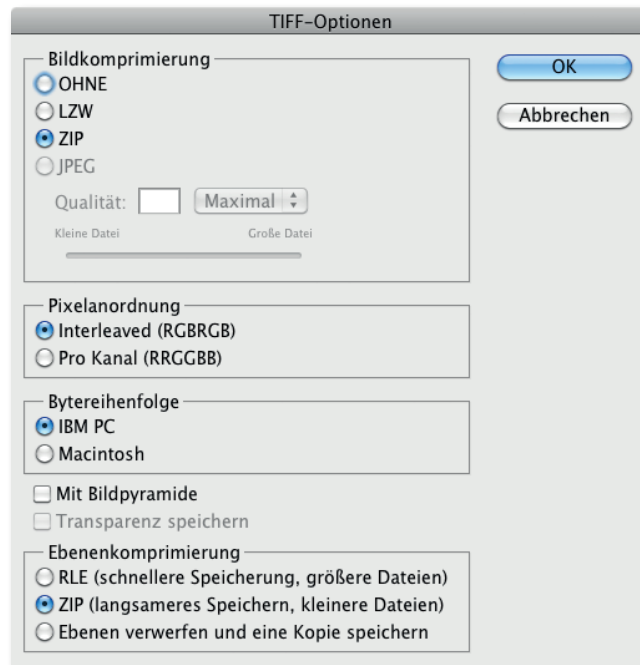 TIFF-Optionen
Bildkomprimierung
OHNE
LZW
ZIP
JPEG
Qualität:
Maximal
Kleine Datei
Große Datei
OK
Abbrechen
Pixelanordnung
Interleaved (RGBRGB)
Pro Kanal (RRGGBB)
Bytereihenfolge
IBM PC
Macintosh
Mit Bildpyramide
Transparenz speichern
Ebenenkomprimierung
RLE (schnellere Speicherung, größere Dateien)
ZIP (langsameres Speichern, kleinere Dateien)
Ebenen verwerfen und eine Kopie speichern